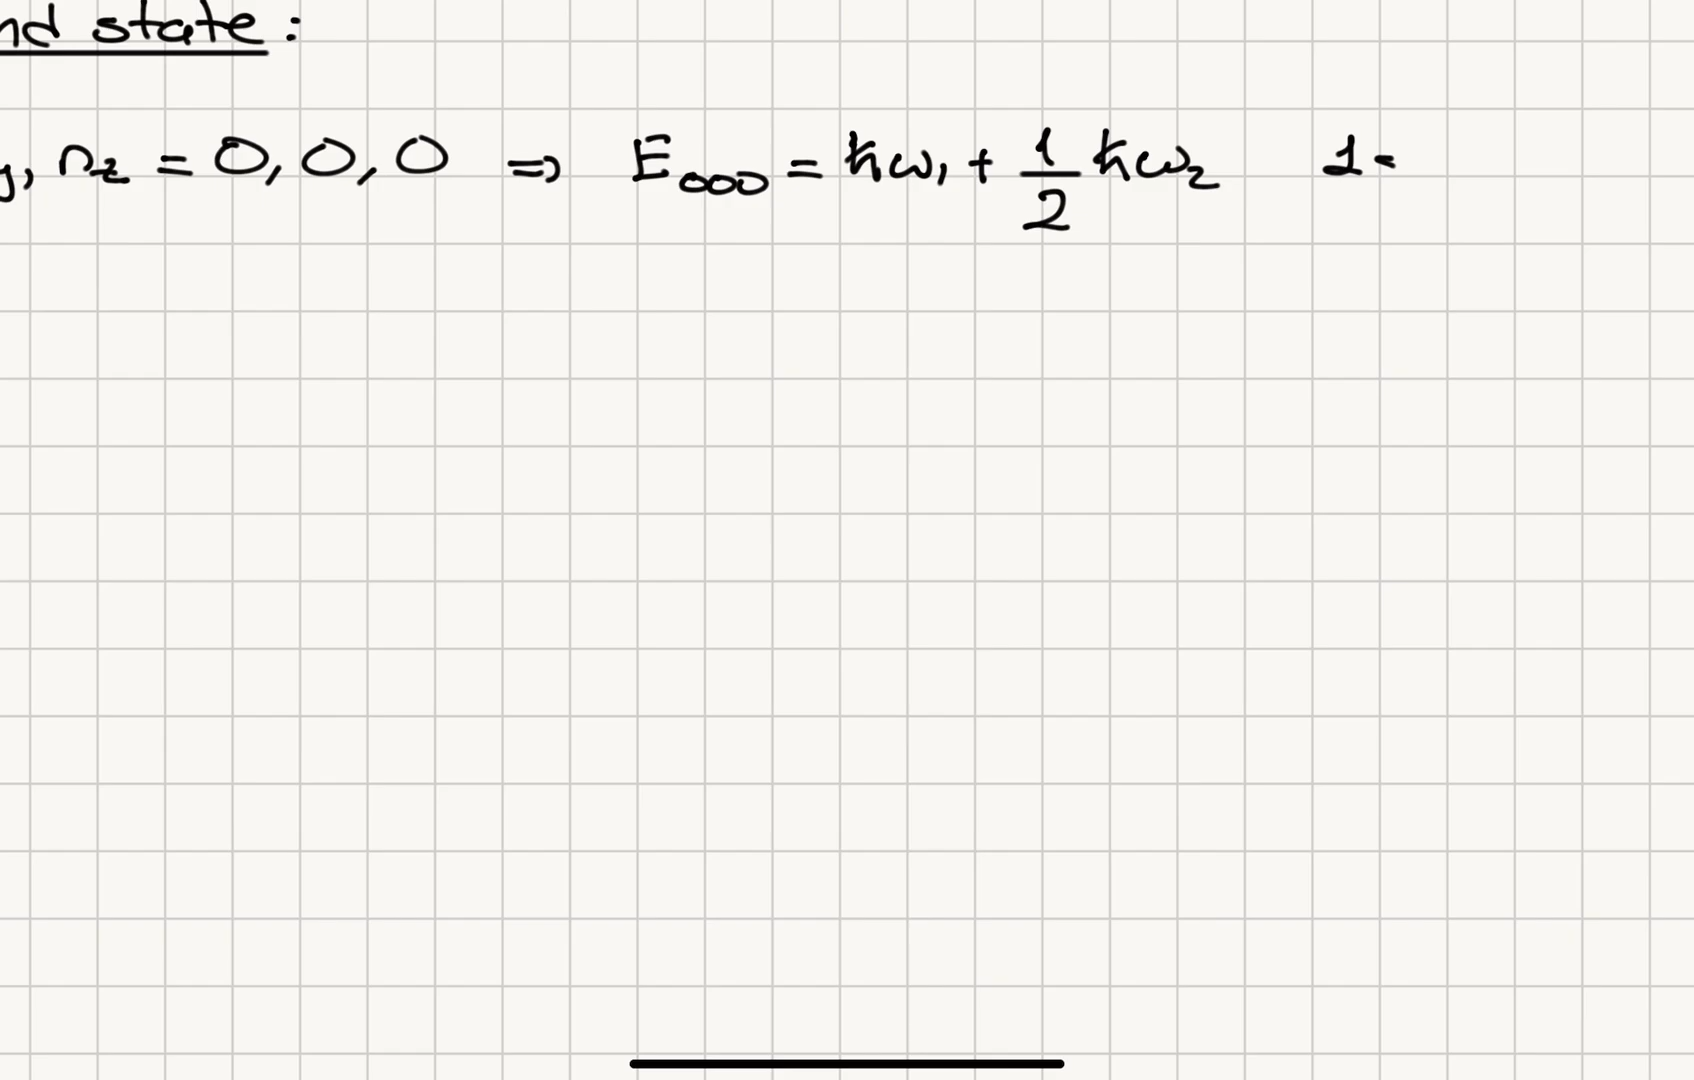 nd state:
y, n_z = 0, 0, 0 ⇒ E_000 = ħω_1 + 1/2 ħω_2 1-